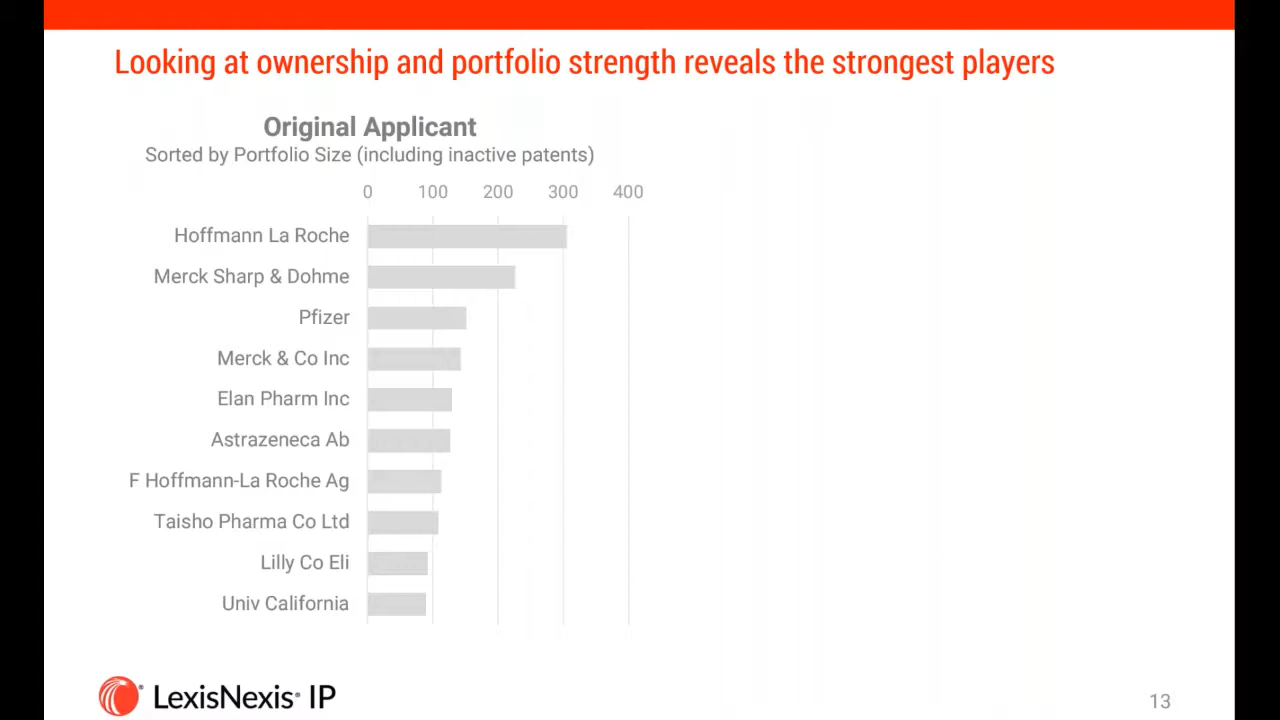 Looking at ownership and portfolio strength reveals the strongest players
Original Applicant
Sorted by Portfolio Size (including inactive patents)
0 100 200 300 400
Hoffmann La Roche
Merck Sharp & Dohme
Pfizer
Merck & Co Inc
Elan Pharm Inc
Astrazeneca Ab
F Hoffmann-La Roche Ag
Taisho Pharma Co Ltd
Lilly Co Eli
Univ California
LexisNexis® IP
13